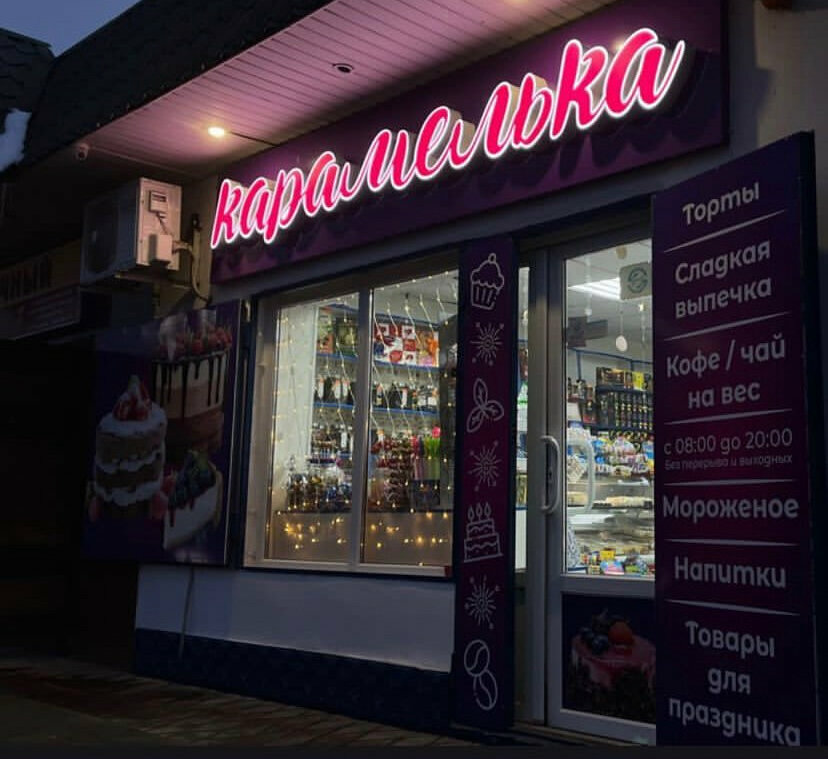 карамелька
Торты
Сладкая
выпечка
Кофе / чай
на вес
с 08:00 до 20:00
Без перерыва и выходных
Мороженое
Напитки
Товары
для
праздника